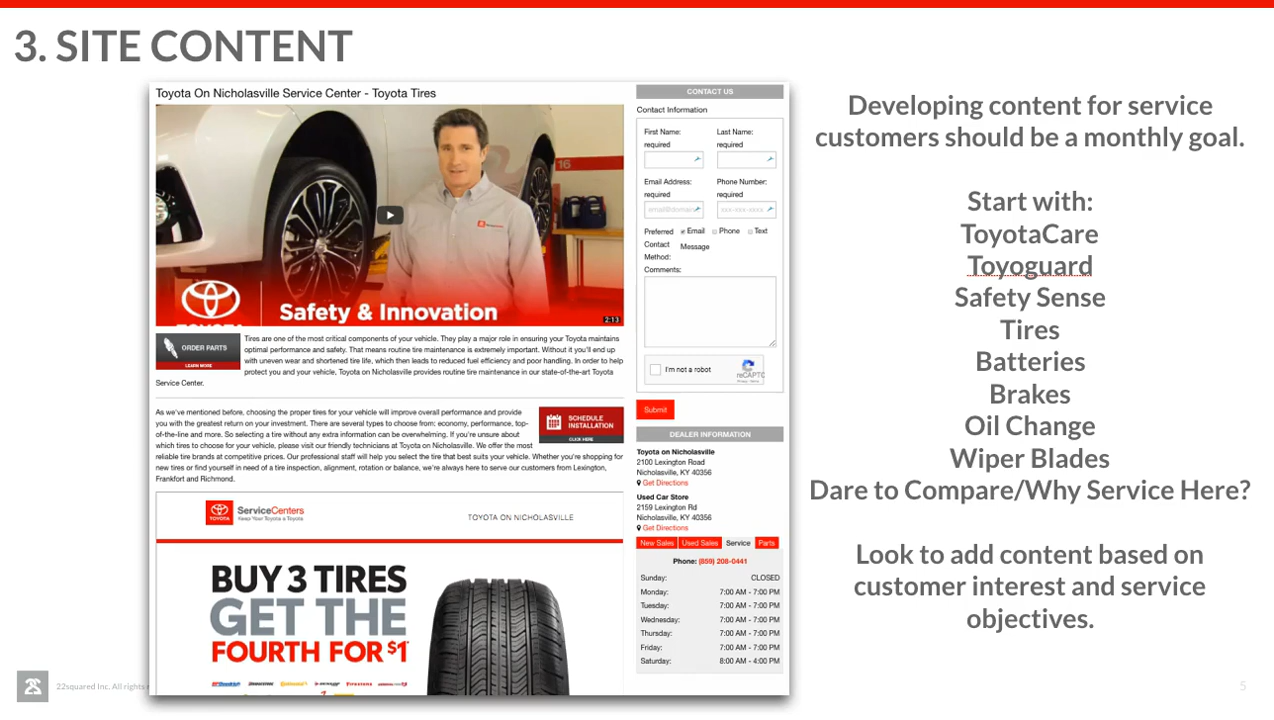 3. SITE CONTENT
Toyota On Nicholasville Service Center - Toyota Tires
16
Safety & Innovation
2:13
ORDER PARTS
LEARN MORE
Tires are one of the most critical components of your vehicle. They play a major role in ensuring your Toyota maintains
optimal performance and safety. That means routine tire maintenance is extremely important. Without it you'll end up
with uneven wear and shortened tire life, which then leads to reduced fuel efficiency and poor handling. In order to help
protect you and your vehicle, Toyota on Nicholasville provides routine tire maintenance in our state-of-the-art Toyota
Service Center.
As we've mentioned before, choosing the proper tires for your vehicle will improve overall performance and provide
you with the greatest return on your investment. There are several types to choose from: economy, performance, top-
of-the-line and more. So selecting a tire without any extra information can be overwhelming. If you're unsure about
which tires to choose for your vehicle, please visit our friendly technicians at Toyota on Nicholasville. We offer the most
reliable tire brands at competitive prices. Our professional staff will help you select the tire that best suits your vehicle. Whether you're shopping for
new tires or find yourself in need of a tire inspection, alignment, rotation or balance, we're always here to serve our customers from Lexington,
Frankfort and Richmond.
SCHEDULE
INSTALLATION
CLICK HERE
TOYOTA
ServiceCenters
Keep Your Toyota a Toyota.
TOYOTA ON NICHOLASVILLE
BUY 3 TIRES
GET THE
FOURTH FOR $1
CONTACT US
Contact Information
First Name:
required
Last Name:
required
Email Address:
required
Phone Number:
required
email@domain
xxx-xxx-xxxx
Preferred
Contact
Method:
Email
Phone
Text
Message
Comments:
I'm not a robot
reCAPTC
Submit
DEALER INFORMATION
Toyota on Nicholasville
2100 Lexington Road
Nicholasville, KY 40356
Get Directions
Used Car Store
2159 Lexington Rd
Nicholasville, KY 40356
Get Directions
New Sales Used Sales Service Parts
Phone: (859) 208-0441
Sunday: CLOSED
Monday: 7:00 AM - 7:00 PM
Tuesday: 7:00 AM - 7:00 PM
Wednesday: 7:00 AM - 7:00 PM
Thursday: 7:00 AM - 7:00 PM
Friday: 7:00 AM - 7:00 PM
Saturday: 8:00 AM - 4:00 PM
Developing content for service
customers should be a monthly goal.
Start with:
ToyotaCare
Toyoguard
Safety Sense
Tires
Batteries
Brakes
Oil Change
Wiper Blades
Dare to Compare/Why Service Here?
Look to add content based on
customer interest and service
objectives.
22squared Inc. All rights
5